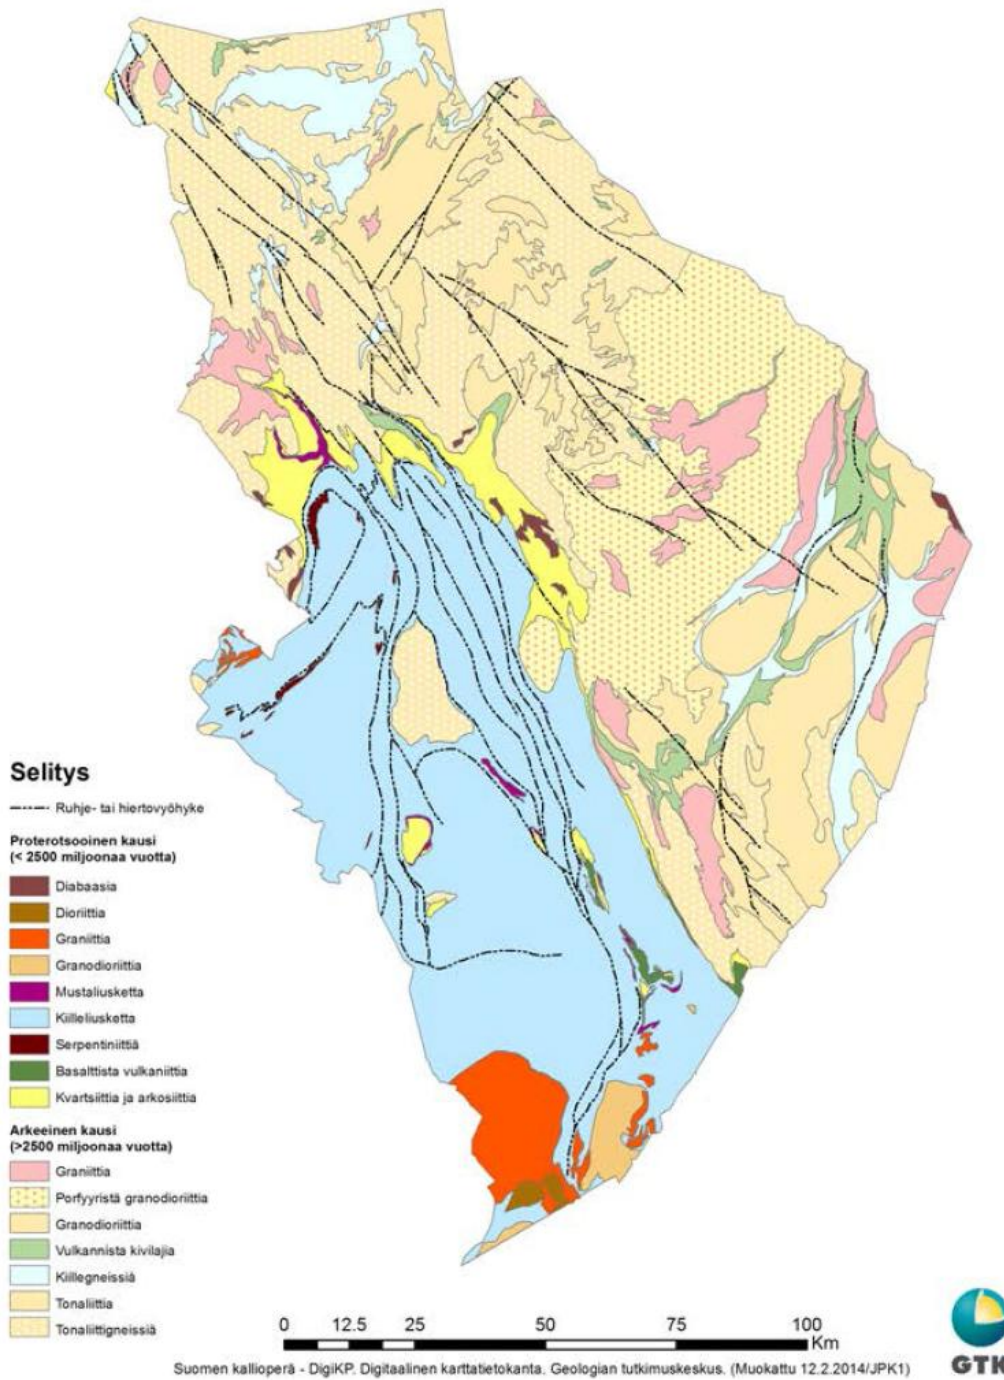 Selitys
Ruhje- tai hiertovyöhyke
Proterotsooinen kausi
(< 2500 miljoonaa vuotta)
Diabaasia
Dioriittia
Graniittia
Granodioriittia
Mustaliusketta
Kiilleliusketta
Serpentiniittiä
Basalttista vulkaniittia
Kvartsiittia ja arkosiittia
Arkeeinen kausi
(>2500 miljoonaa vuotta)
Graniittia
Porfyyristä granodioriittia
Granodioriittia
Vulkannista kivilajia
Kiillegneissiä
Tonaliittia
Tonaliittigneissiä
0 12.5 25 50 75 100
Km
GTK
Suomen kallioperä - DigiKP. Digitaalinen karttatietokanta. Geologian tutkimuskeskus. (Muokattu 12.2.2014/JPK1)